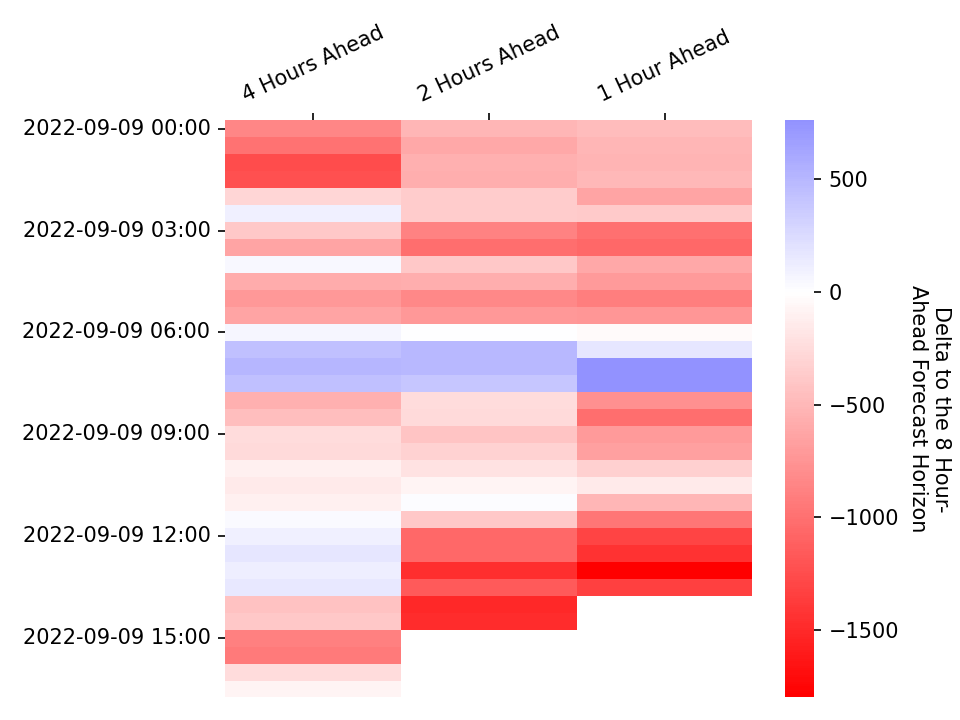 4 Hours Ahead
2 Hours Ahead
1 Hour Ahead
2022-09-09 00:00
2022-09-09 03:00
2022-09-09 06:00
2022-09-09 09:00
2022-09-09 12:00
2022-09-09 15:00
500
0
−500
−1000
−1500
Delta to the 8 Hour-
Ahead Forecast Horizon